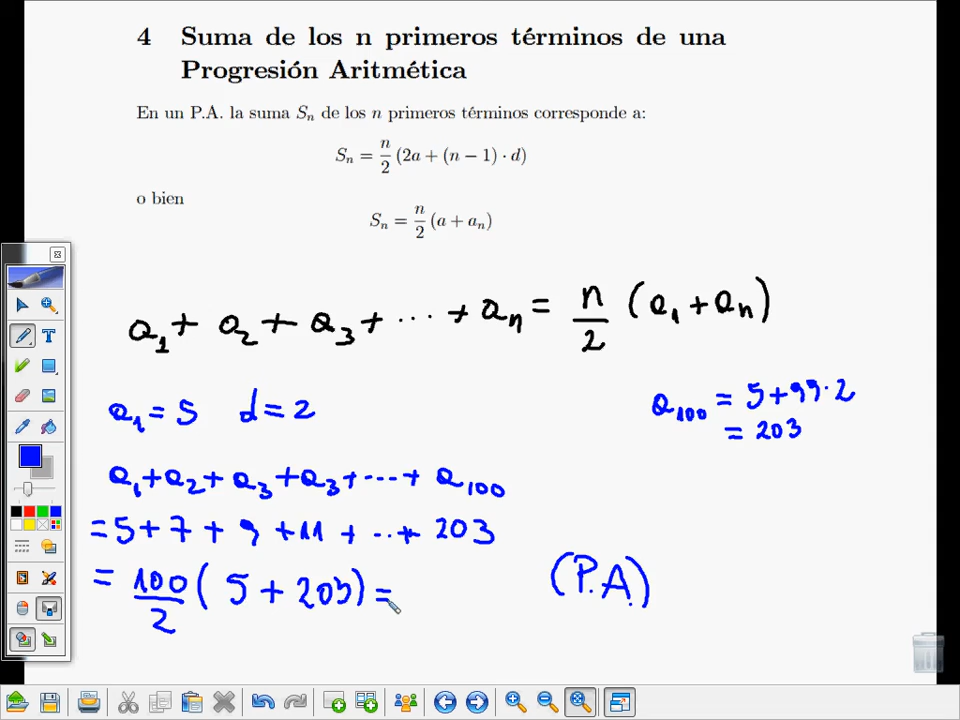 4 Suma de los n primeros términos de una
Progresión Aritmética
En un P.A. la suma Sₙ de los n primeros términos corresponde a:
Sₙ = n/2 (2a + (n − 1) · d)
o bien
Sₙ = n/2 (a + aₙ)
a₁ + a₂ + a₃ + ... + aₙ = n/2 (a₁ + aₙ)
a₁ = 5 d = 2
a₁₀₀ = 5 + 99 · 2
= 203
a₁ + a₂ + a₃ + a₃ + ... + a₁₀₀
= 5 + 7 + 9 + 11 + ... + 203
= 100/2 ( 5 + 203) =
(P.A.)